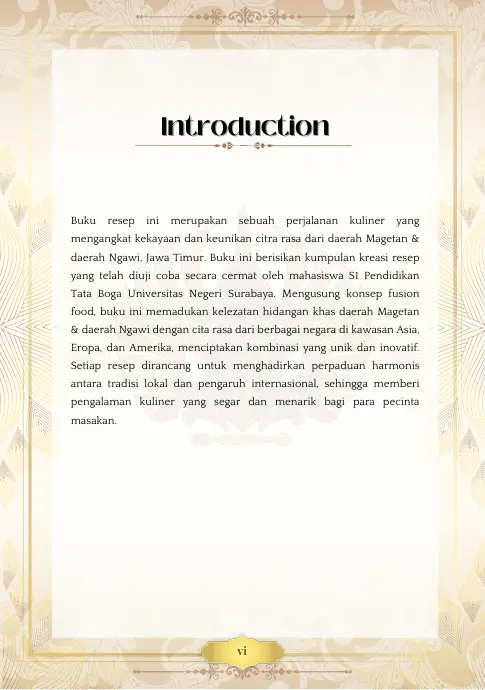 Introduction
Buku resep ini merupakan sebuah perjalanan kuliner yang
mengangkat kekayaan dan keunikan citra rasa dari daerah Magetan &
daerah Ngawi, Jawa Timur. Buku ini berisikan kumpulan kreasi resep
yang telah diuji coba secara cermat oleh mahasiswa S1 Pendidikan
Tata Boga Universitas Negeri Surabaya. Mengusung konsep fusion
food, buku ini memadukan kelezatan hidangan khas daerah Magetan
& daerah Ngawi dengan cita rasa dari berbagai negara di kawasan Asia,
Eropa, dan Amerika, menciptakan kombinasi yang unik dan inovatif.
Setiap resep dirancang untuk menghadirkan perpaduan harmonis
antara tradisi lokal dan pengaruh internasional, sehingga memberi
pengalaman kuliner yang segar dan menarik bagi para pecinta
masakan.
vi